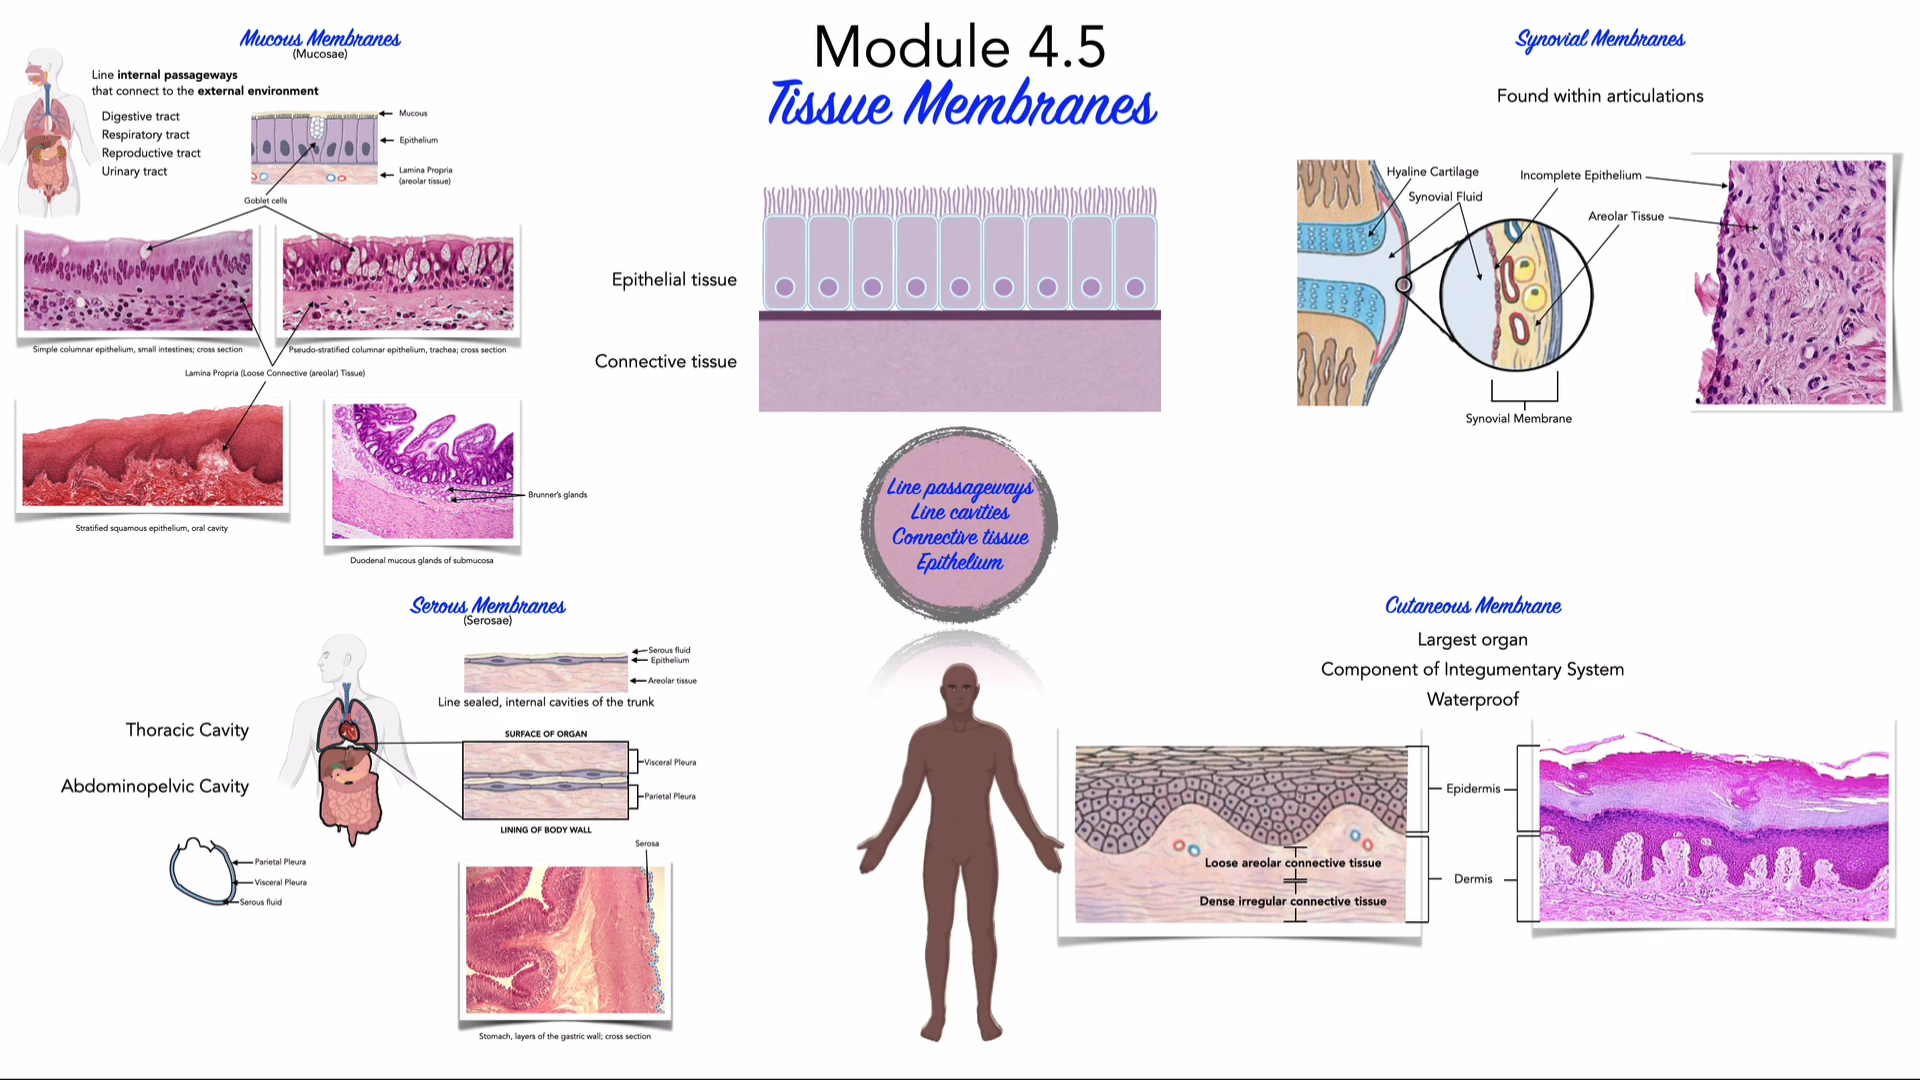 Module 4.5
Tissue Membranes
Mucous Membranes
(Mucosae)
Line internal passageways
that connect to the external environment
Digestive tract
Respiratory tract
Reproductive tract
Urinary tract
Mucous
Epithelium
Lamina Propria
(areolar tissue)
Goblet cells
Simple columnar epithelium, small intestines; cross section
Pseudo-stratified columnar epithelium, trachea; cross section
Lamina Propria (Loose Connective (areolar) Tissue)
Stratified squamous epithelium, oral cavity
Brunner's glands
Duodenal mucous glands of submucosa
Epithelial tissue
Connective tissue
Line passageways
Line cavities
Connective tissue
Epithelium
Synovial Membranes
Found within articulations
Hyaline Cartilage
Synovial Fluid
Incomplete Epithelium
Areolar Tissue
Synovial Membrane
Serous Membranes
(Serosae)
Serous fluid
Epithelium
Areolar tissue
Line sealed, internal cavities of the trunk
Thoracic Cavity
Abdominopelvic Cavity
SURFACE OF ORGAN
Visceral Pleura
Parietal Pleura
LINING OF BODY WALL
Parietal Pleura
Visceral Pleura
Serous fluid
Serosa
Stomach, layers of the gastric wall; cross section
Cutaneous Membrane
Largest organ
Component of Integumentary System
Waterproof
Epidermis
Dermis
Loose areolar connective tissue
Dense irregular connective tissue